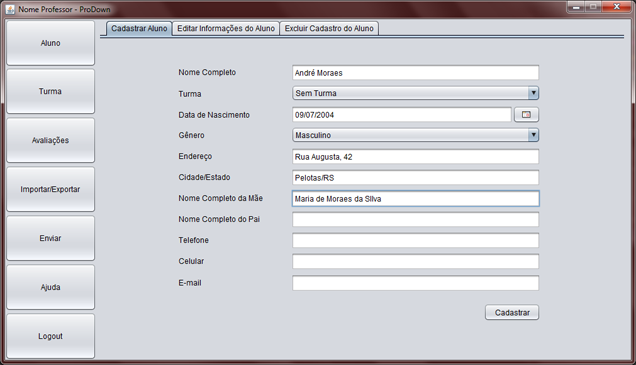 Nome Professor - ProDown
Aluno
Turma
Avaliações
Importar/Exportar
Enviar
Ajuda
Logout
Cadastrar Aluno Editar Informações do Aluno Excluir Cadastro do Aluno
Nome Completo André Moraes
Turma Sem Turma
Data de Nascimento 09/07/2004
Gênero Masculino
Endereço Rua Augusta, 42
Cidade/Estado Pelotas/RS
Nome Completo da Mãe Maria de Moraes da SIlva
Nome Completo do Pai
Telefone
Celular
E-mail
Cadastrar